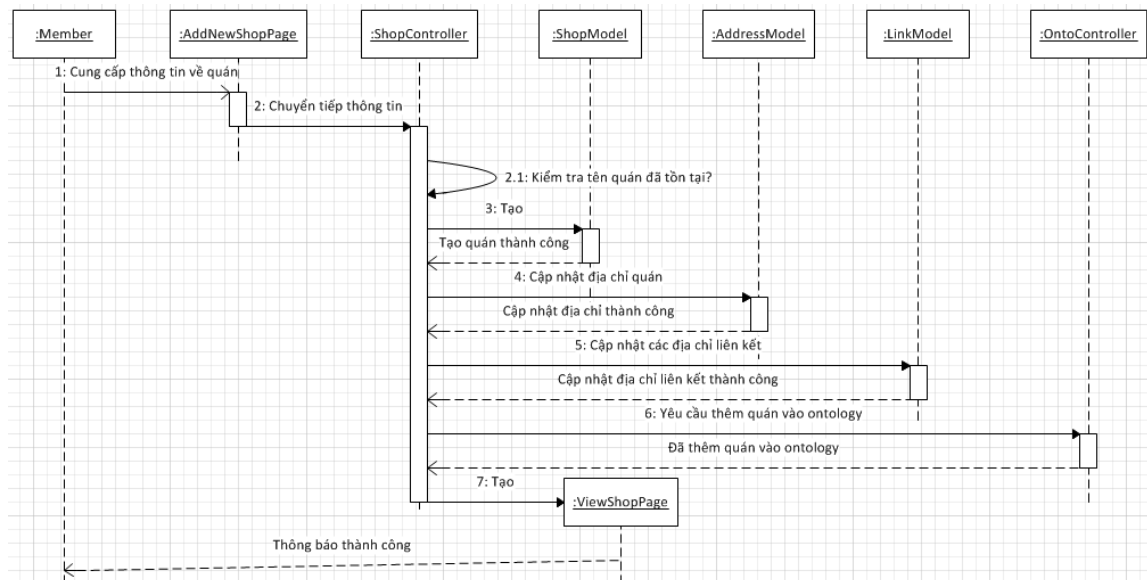 :Member
:AddNewShopPage
:ShopController
:ShopModel
:AddressModel
:LinkModel
:OntoController
1: Cung cấp thông tin về quán
2: Chuyển tiếp thông tin
2.1: Kiểm tra tên quán đã tồn tại?
3: Tạo
Tạo quán thành công
4: Cập nhật địa chỉ quán
Cập nhật địa chỉ thành công
5: Cập nhật các địa chỉ liên kết
Cập nhật địa chỉ liên kết thành công
6: Yêu cầu thêm quán vào ontology
Đã thêm quán vào ontology
7: Tạo
:ViewShopPage
Thông báo thành công